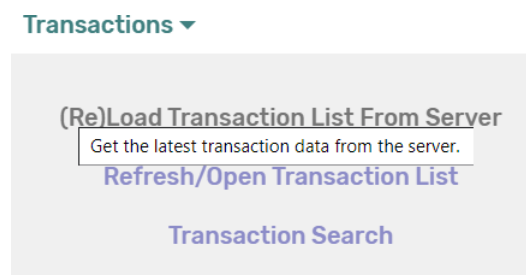 Transactions
(Re)Load Transaction List From Server
Get the latest transaction data from the server.
Refresh/Open Transaction List
Transaction Search